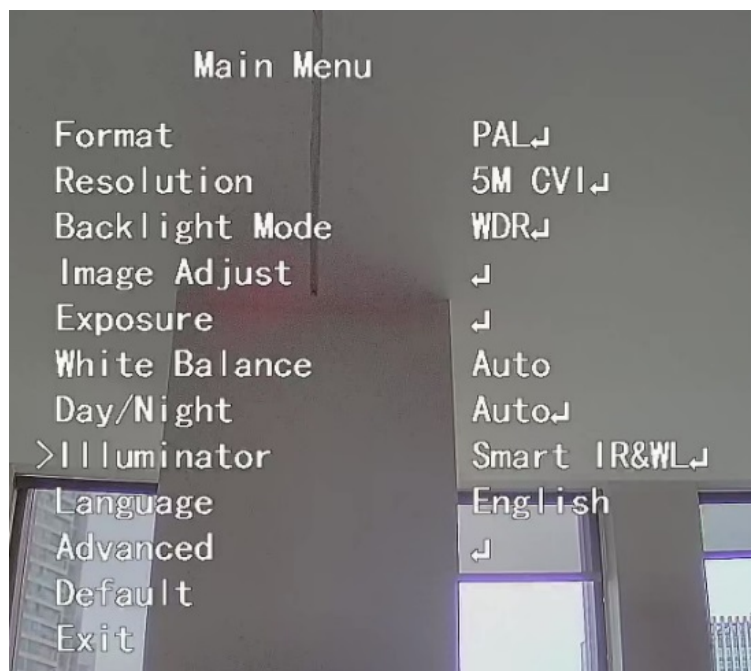 Main Menu
Format PAL↲
Resolution 5M CVI↲
Backlight Mode WDR↲
Image Adjust ↲
Exposure ↲
White Balance Auto
Day/Night Auto↲
>Illuminator Smart IR&WL↲
Language English
Advanced ↲
Default
Exit